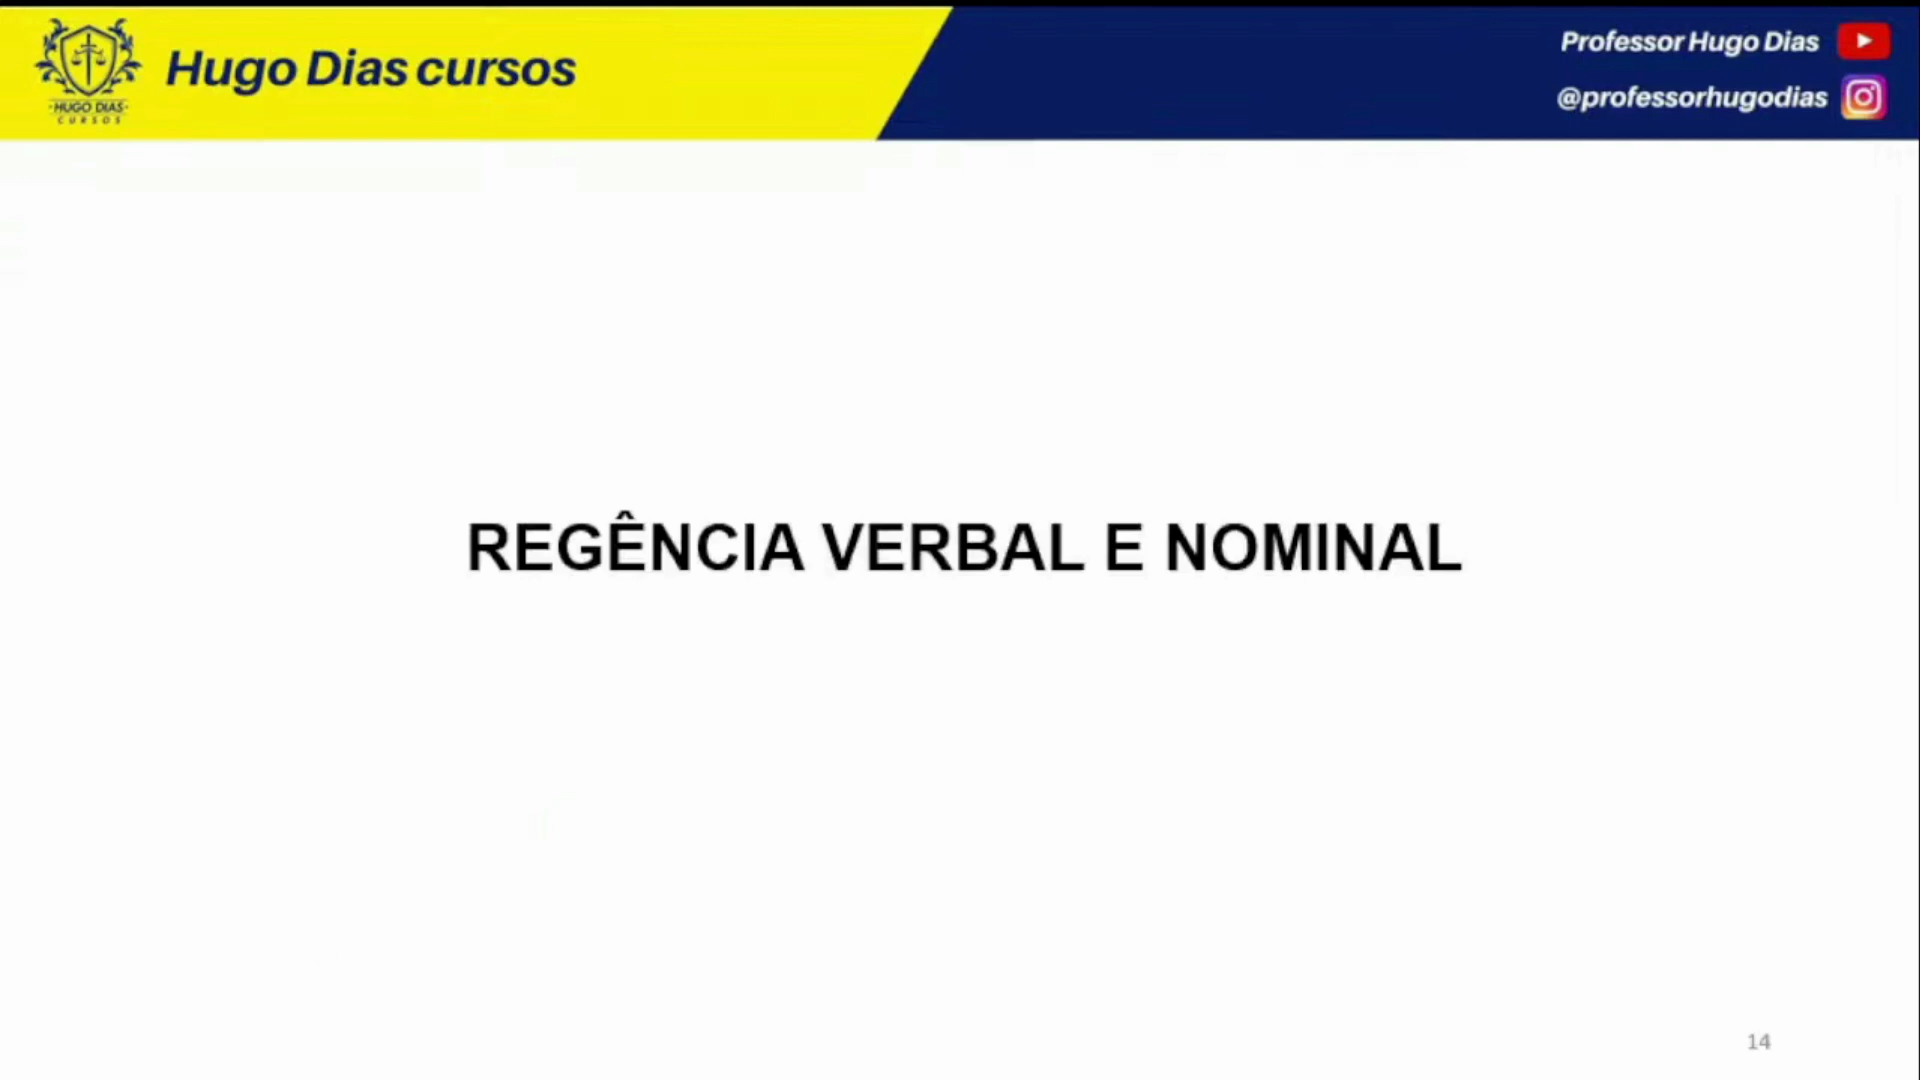 Hugo Dias cursos
·HUGO DIAS·
CURSOS
Professor Hugo Dias
@professorhugodias
REGÊNCIA VERBAL E NOMINAL
14